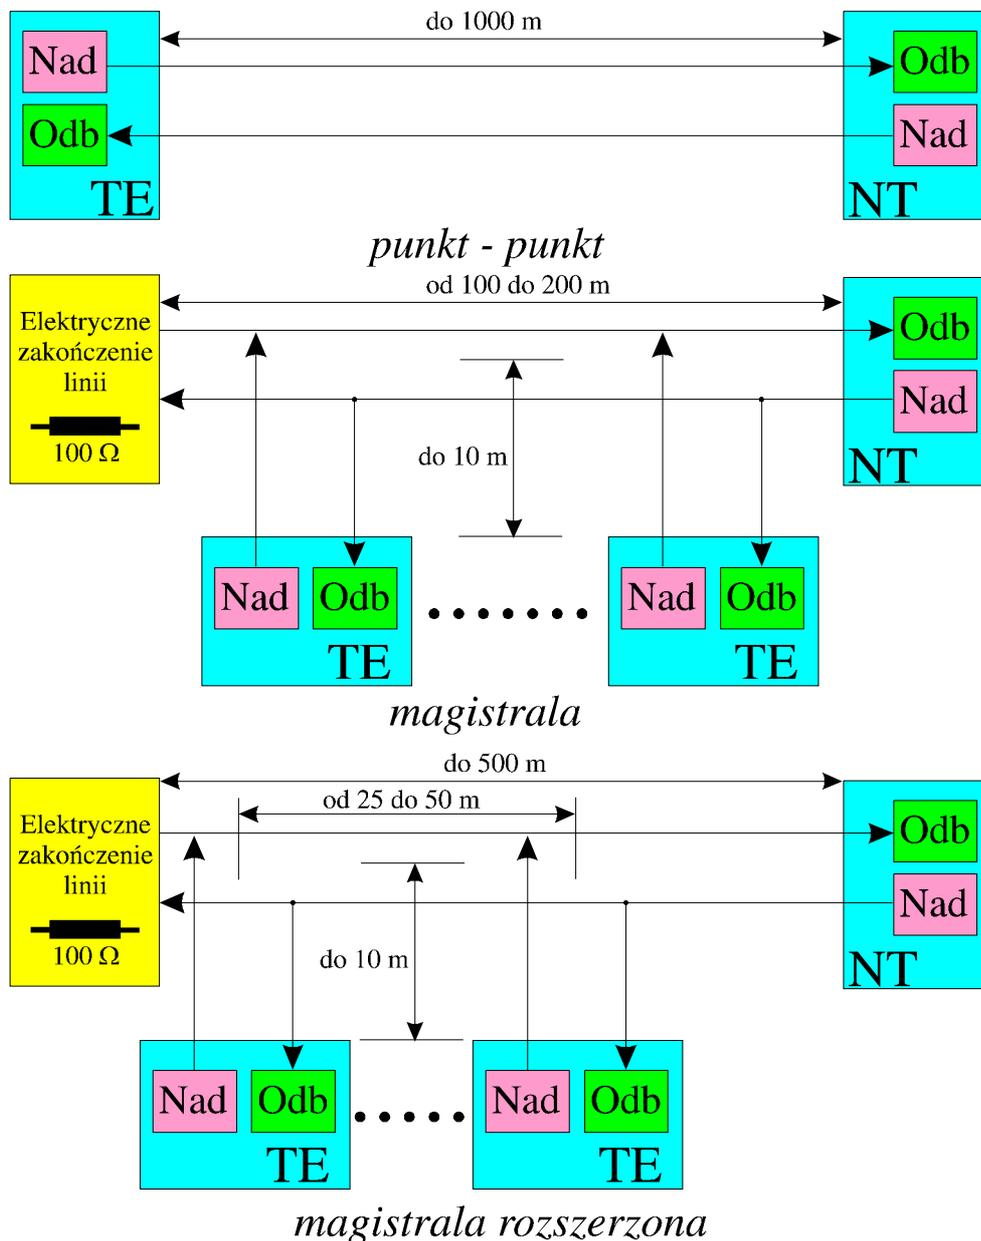 do 1000 m
Nad
Odb
Odb
Nad
TE
NT
punkt - punkt
od 100 do 200 m
Elektryczne
zakończenie
linii
100 Ω
Odb
Nad
NT
do 10 m
Nad
Odb
TE
Nad
Odb
TE
magistrala
do 500 m
od 25 do 50 m
Elektryczne
zakończenie
linii
100 Ω
Odb
Nad
NT
do 10 m
Nad
Odb
TE
Nad
Odb
TE
magistrala rozszerzona